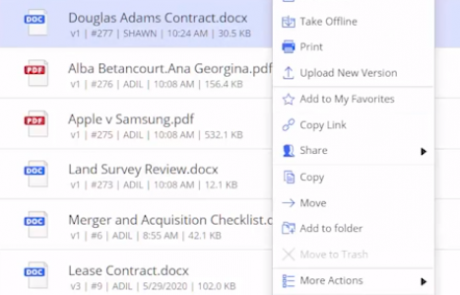 DOC
Douglas Adams Contract.docx
v1 | #277 | SHAWN | 10:24 AM | 30.5 KB
PDF
Alba Betancourt.Ana Georgina.pdf
v1 | #276 | ADIL | 10:08 AM | 156.4 KB
PDF
Apple v Samsung.pdf
v1 | #275 | ADIL | 10:08 AM | 532.1 KB
DOC
Land Survey Review.docx
v1 | #273 | ADIL | 10:08 AM | 12.1 KB
DOC
Merger and Acquisition Checklist.d
v1 | #6 | ADIL | 8:55 AM | 42.1 KB
DOC
Lease Contract.docx
v3 | #9 | ADIL | 5/29/2020 | 102.0 KB
Take Offline
Print
Upload New Version
Add to My Favorites
Copy Link
Share
Copy
Move
Add to folder
Move to Trash
More Actions